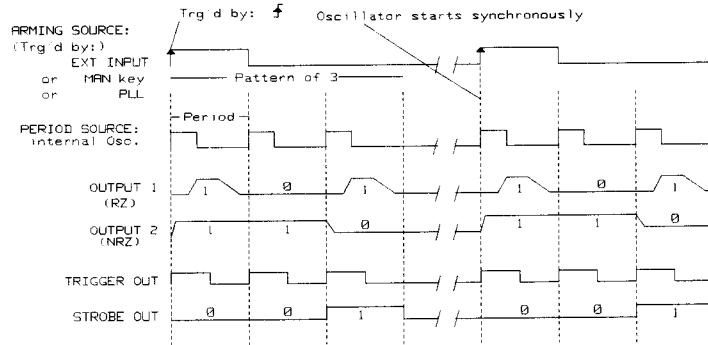 Trg'd by:
Oscillator starts synchronously
ARMING SOURCE:
(Trg'd by:)
EXT INPUT
or MAN key
or PLL
Pattern of 3
Period
PERIOD SOURCE:
Internal Osc.
OUTPUT 1
(RZ)
1 0 1 1 0 1
OUTPUT 2
(NRZ)
1 1 0 1 1 0
TRIGGER OUT
STROBE OUT
0 0 1 0 0 1